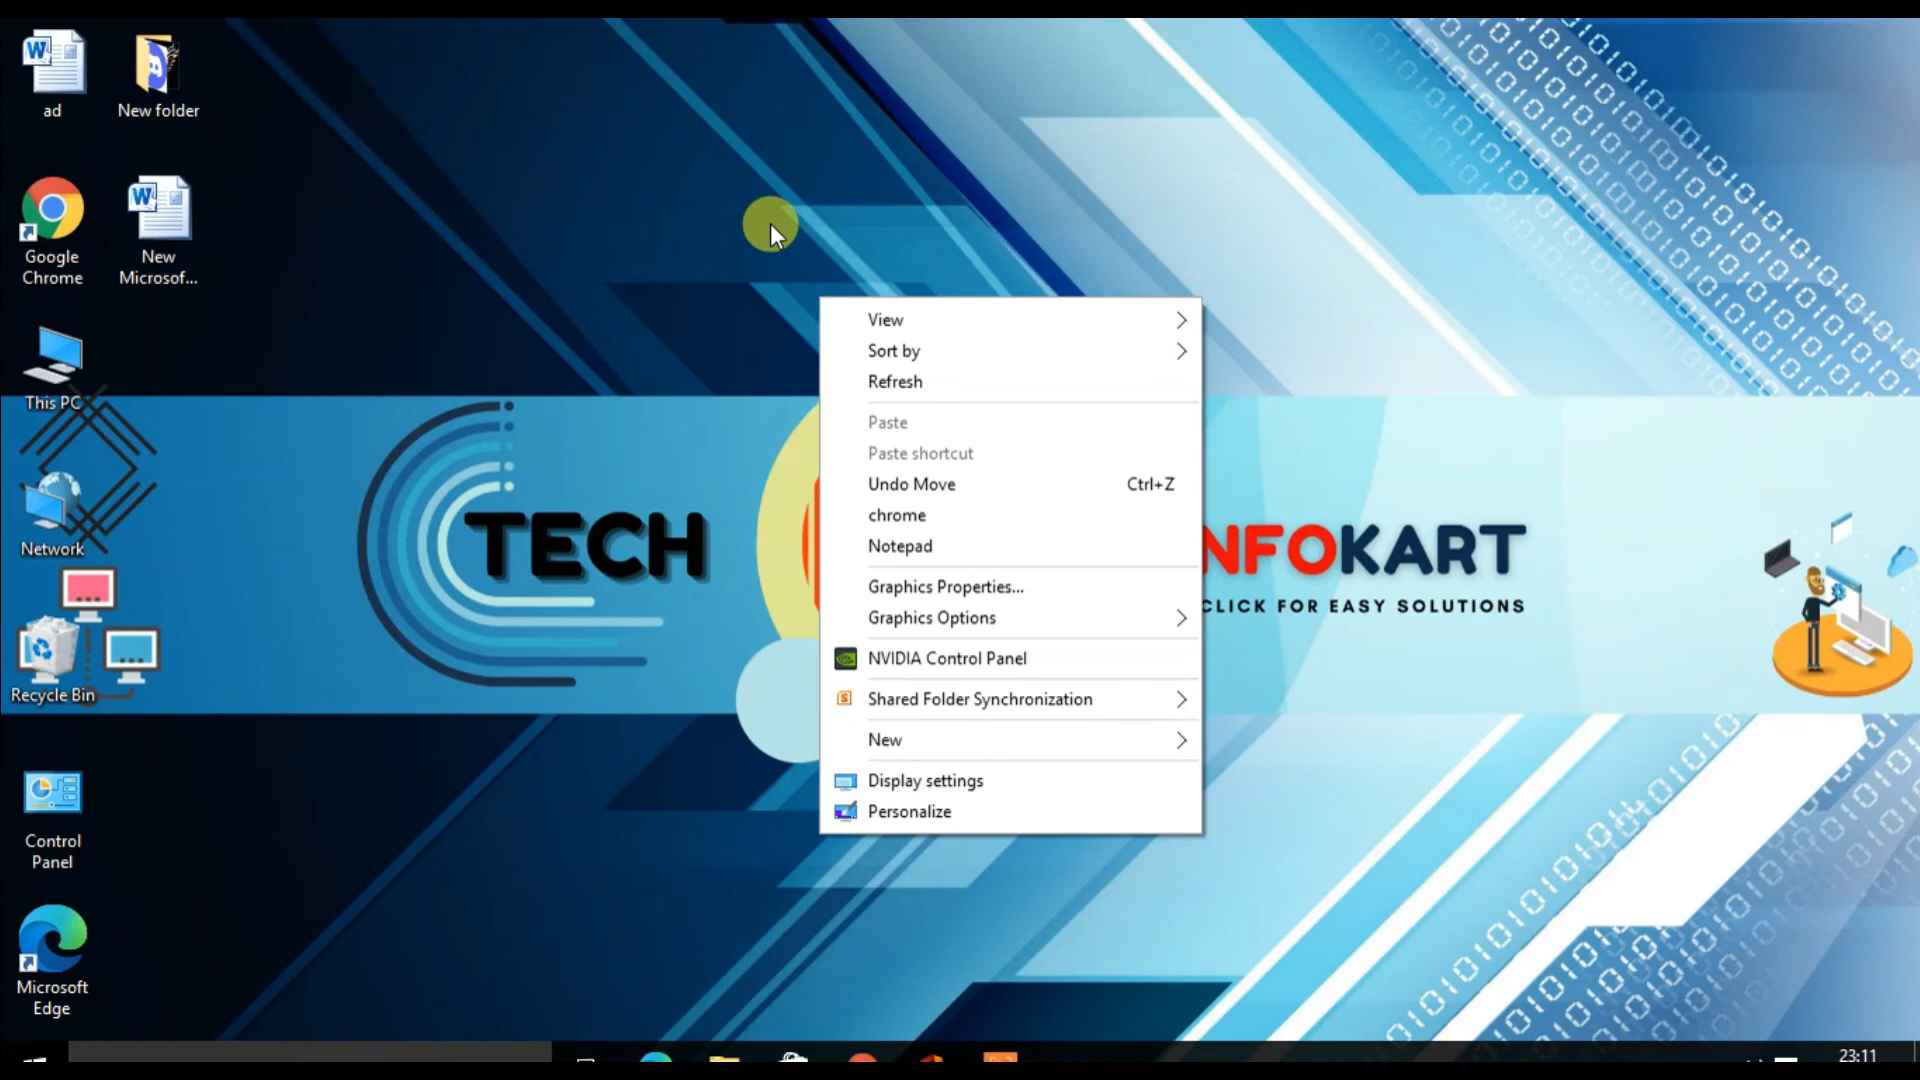 ad
New folder
Google
Chrome
New
Microsof...
This PC
Network
Recycle Bin
Control
Panel
Microsoft
Edge
TECH
NFOKART
CLICK FOR EASY SOLUTIONS
View
Sort by
Refresh
Paste
Paste shortcut
Undo Move Ctrl+Z
chrome
Notepad
Graphics Properties...
Graphics Options
NVIDIA Control Panel
Shared Folder Synchronization
New
Display settings
Personalize
23:11